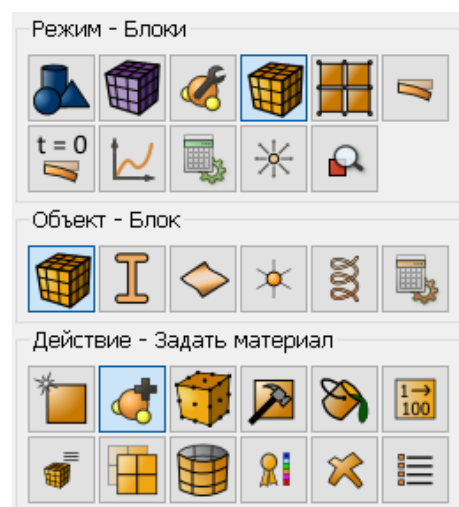 Режим - Блоки
t = 0
Объект - Блок
Действие - Задать материал
1→
100